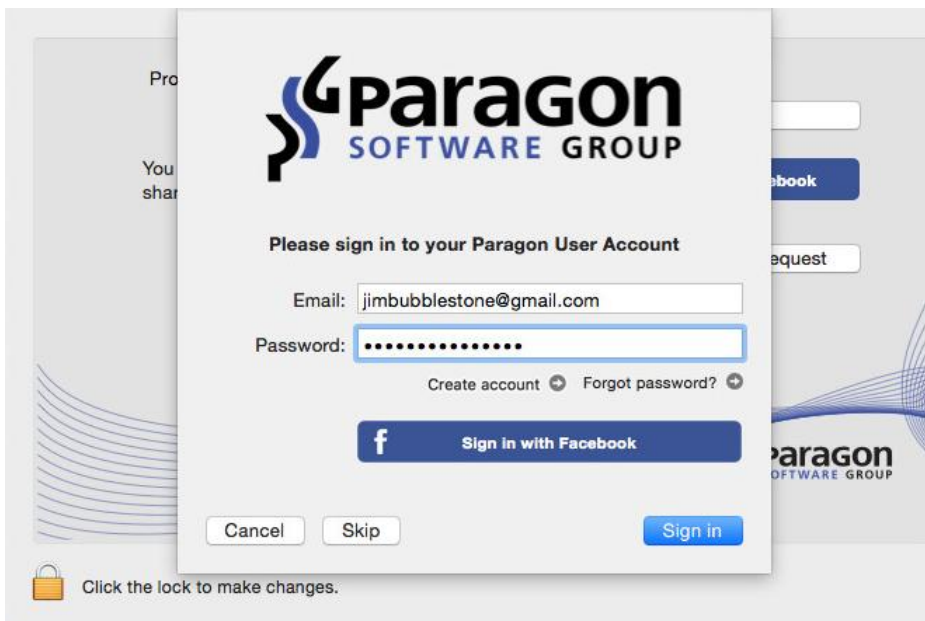 Paragon
SOFTWARE GROUP
Pro
You
shar
ebook
equest
Please sign in to your Paragon User Account
Email: jimbubblestone@gmail.com
Password: •••••••••••••••
Create account Forgot password?
f Sign in with Facebook
Paragon
SOFTWARE GROUP
Cancel Skip Sign in
Click the lock to make changes.